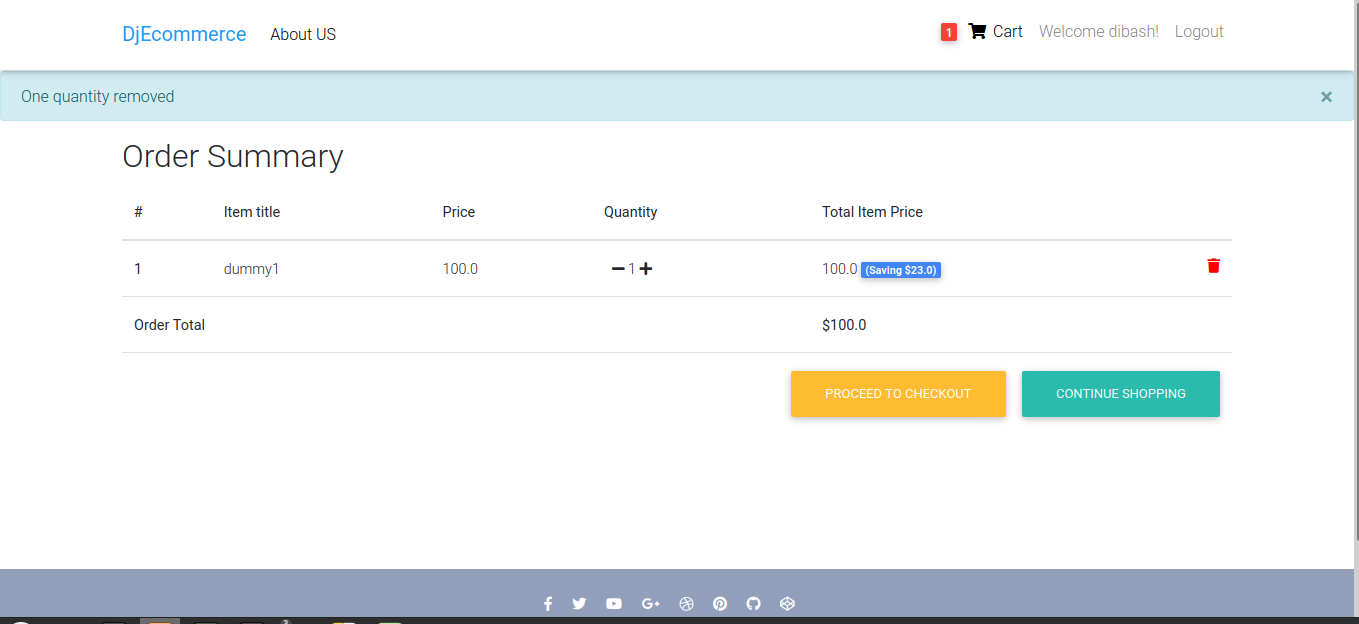 DjEcommerce About US 1 Cart Welcome dibash! Logout
One quantity removed ×
Order Summary
# Item title Price Quantity Total Item Price
1 dummy1 100.0 1 100.0 (Saving $23.0)
Order Total $100.0
PROCEED TO CHECKOUT CONTINUE SHOPPING